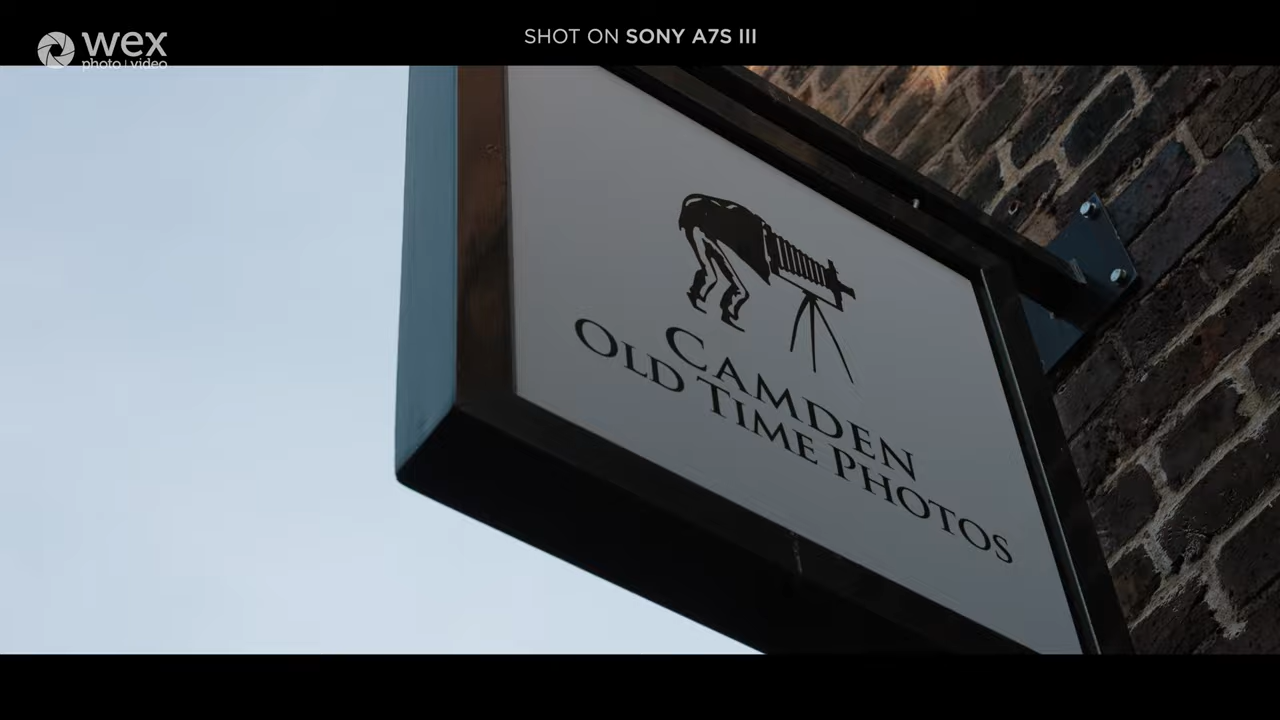 wex
photo | video
SHOT ON SONY A7S III
CAMDEN
OLD TIME PHOTOS